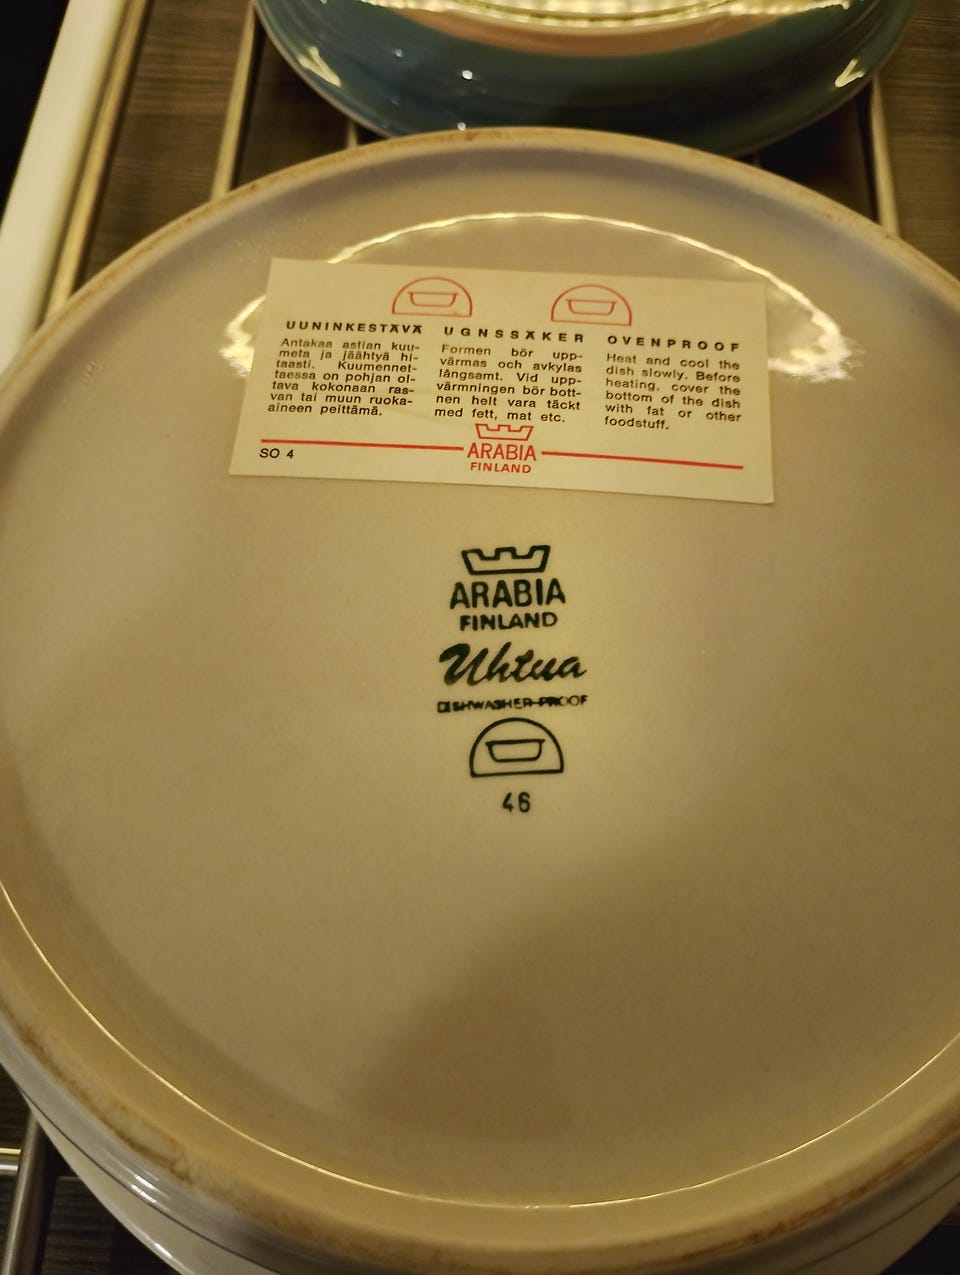 UUNINKESTÄVÄ
Antakaa astian kuu-
meta ja jäähtyä hi-
taasti. Kuumennet-
taessa on pohjan ol-
tava kokonaan ras-
van tai muun ruoka-
aineen peittämä.
UGNSSÄKER
Formen bör upp-
värmas och avkylas
långsamt. Vid upp-
värmningen bör bott-
nen helt vara täckt
med fett, mat etc.
OVENPROOF
Heat and cool the
dish slowly. Before
heating, cover the
bottom of the dish
with fat or other
foodstuff.
SO 4
ARABIA
FINLAND
ARABIA
FINLAND
Uhtua
DISHWASHER-PROOF
46